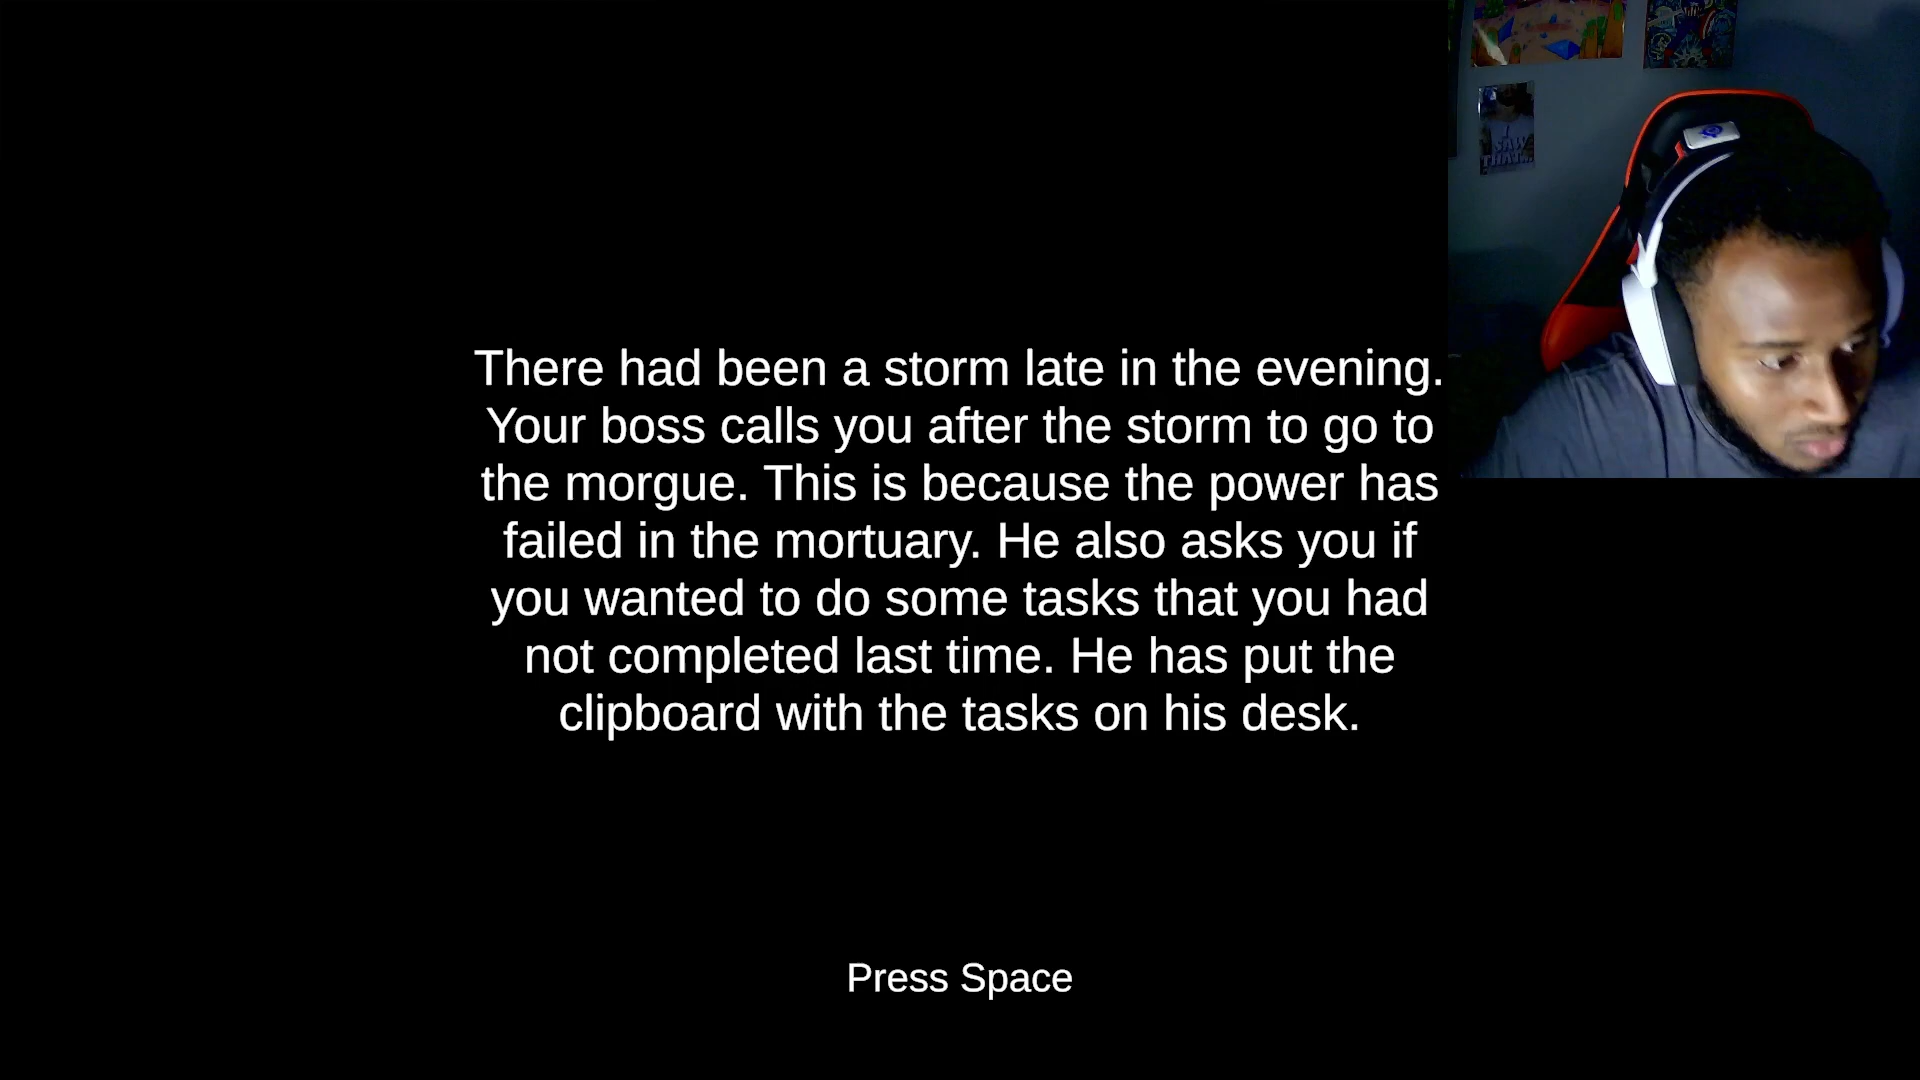 There had been a storm late in the evening.
Your boss calls you after the storm to go to
the morgue. This is because the power has
failed in the mortuary. He also asks you if
you wanted to do some tasks that you had
not completed last time. He has put the
clipboard with the tasks on his desk.
Press Space
I
SAW
THAT...